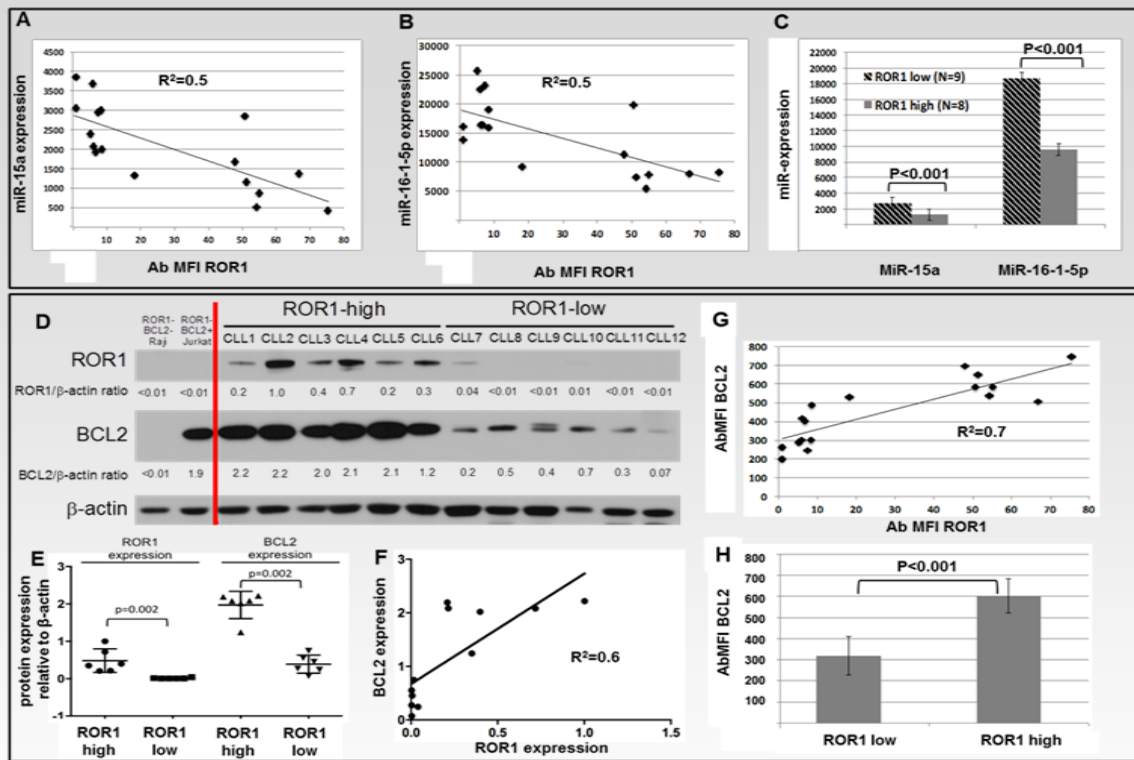 A
miR-15a expression
4500
4000
3500
3000
2500
2000
1500
1000
500
R²=0.5
10 20 30 40 50 60 70 80
Ab MFI ROR1
B
miR-16-1-5p expression
30000
25000
20000
15000
10000
5000
R²=0.5
10 20 30 40 50 60 70 80
Ab MFI ROR1
C
miR-expression
22000
20000
18000
16000
14000
12000
10000
8000
6000
4000
2000
ROR1 low (N=9)
ROR1 high (N=8)
P<0.001
P<0.001
MiR-15a MiR-16-1-5p
D
ROR1-high ROR1-low
ROR1- BCL2- Raji
ROR1- BCL2+ Jurkat
CLL1 CLL2 CLL3 CLL4 CLL5 CLL6 CLL7 CLL8 CLL9 CLL10 CLL11 CLL12
ROR1
ROR1/β-actin ratio <0.01 <0.01 0.2 1.0 0.4 0.7 0.2 0.3 0.04 <0.01 <0.01 <0.01 <0.01 <0.01
BCL2
BCL2/β-actin ratio <0.01 1.9 2.2 2.2 2.0 2.1 2.1 1.2 0.2 0.5 0.4 0.7 0.3 0.07
β-actin
E
ROR1 expression
BCL2 expression
p=0.002
p=0.002
protein expression relative to β-actin
3
2
1
0
-1
ROR1 high
ROR1 low
ROR1 high
ROR1 low
F
BCL2 expression
3
2
1
0
R²=0.6
0.0 0.5 1.0 1.5
ROR1 expression
G
AbMFI BCL2
800
700
600
500
400
300
200
100
0
R²=0.7
0 10 20 30 40 50 60 70 80
Ab MFI ROR1
H
AbMFI BCL2
800
700
600
500
400
300
200
100
P<0.001
ROR1 low ROR1 high